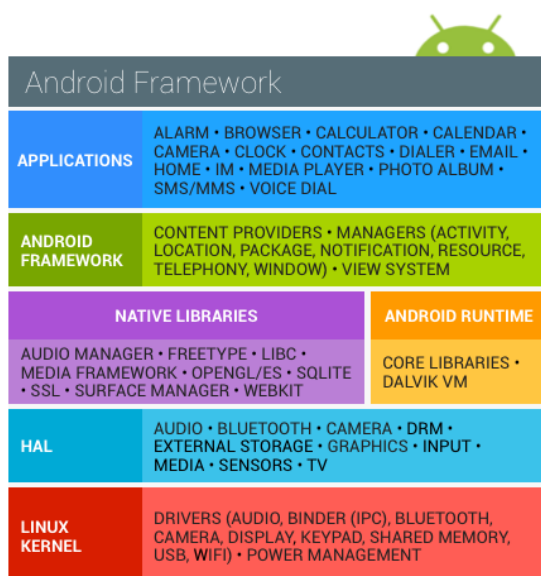 Android Framework
APPLICATIONS
ALARM • BROWSER • CALCULATOR • CALENDAR •
CAMERA • CLOCK • CONTACTS • DIALER • EMAIL •
HOME • IM • MEDIA PLAYER • PHOTO ALBUM •
SMS/MMS • VOICE DIAL
ANDROID
FRAMEWORK
CONTENT PROVIDERS • MANAGERS (ACTIVITY,
LOCATION, PACKAGE, NOTIFICATION, RESOURCE,
TELEPHONY, WINDOW) • VIEW SYSTEM
NATIVE LIBRARIES
AUDIO MANAGER • FREETYPE • LIBC •
MEDIA FRAMEWORK • OPENGL/ES • SQLITE
• SSL • SURFACE MANAGER • WEBKIT
ANDROID RUNTIME
CORE LIBRARIES •
DALVIK VM
HAL
AUDIO • BLUETOOTH • CAMERA • DRM •
EXTERNAL STORAGE • GRAPHICS • INPUT •
MEDIA • SENSORS • TV
LINUX
KERNEL
DRIVERS (AUDIO, BINDER (IPC), BLUETOOTH,
CAMERA, DISPLAY, KEYPAD, SHARED MEMORY,
USB, WIFI) • POWER MANAGEMENT